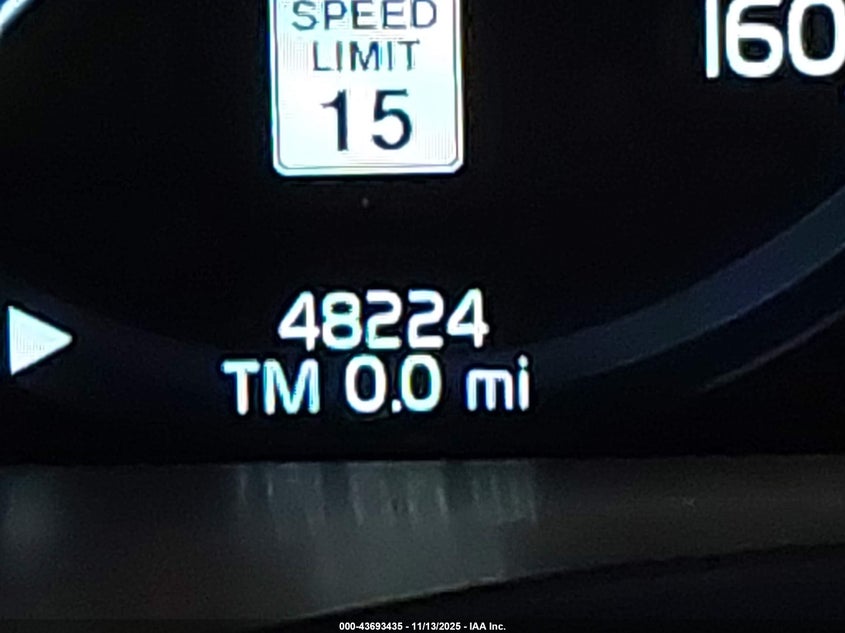 SPEED
LIMIT
15
160
48224
TM 0.0 mi
000-43693435 - 11/13/2025 - IAA Inc.